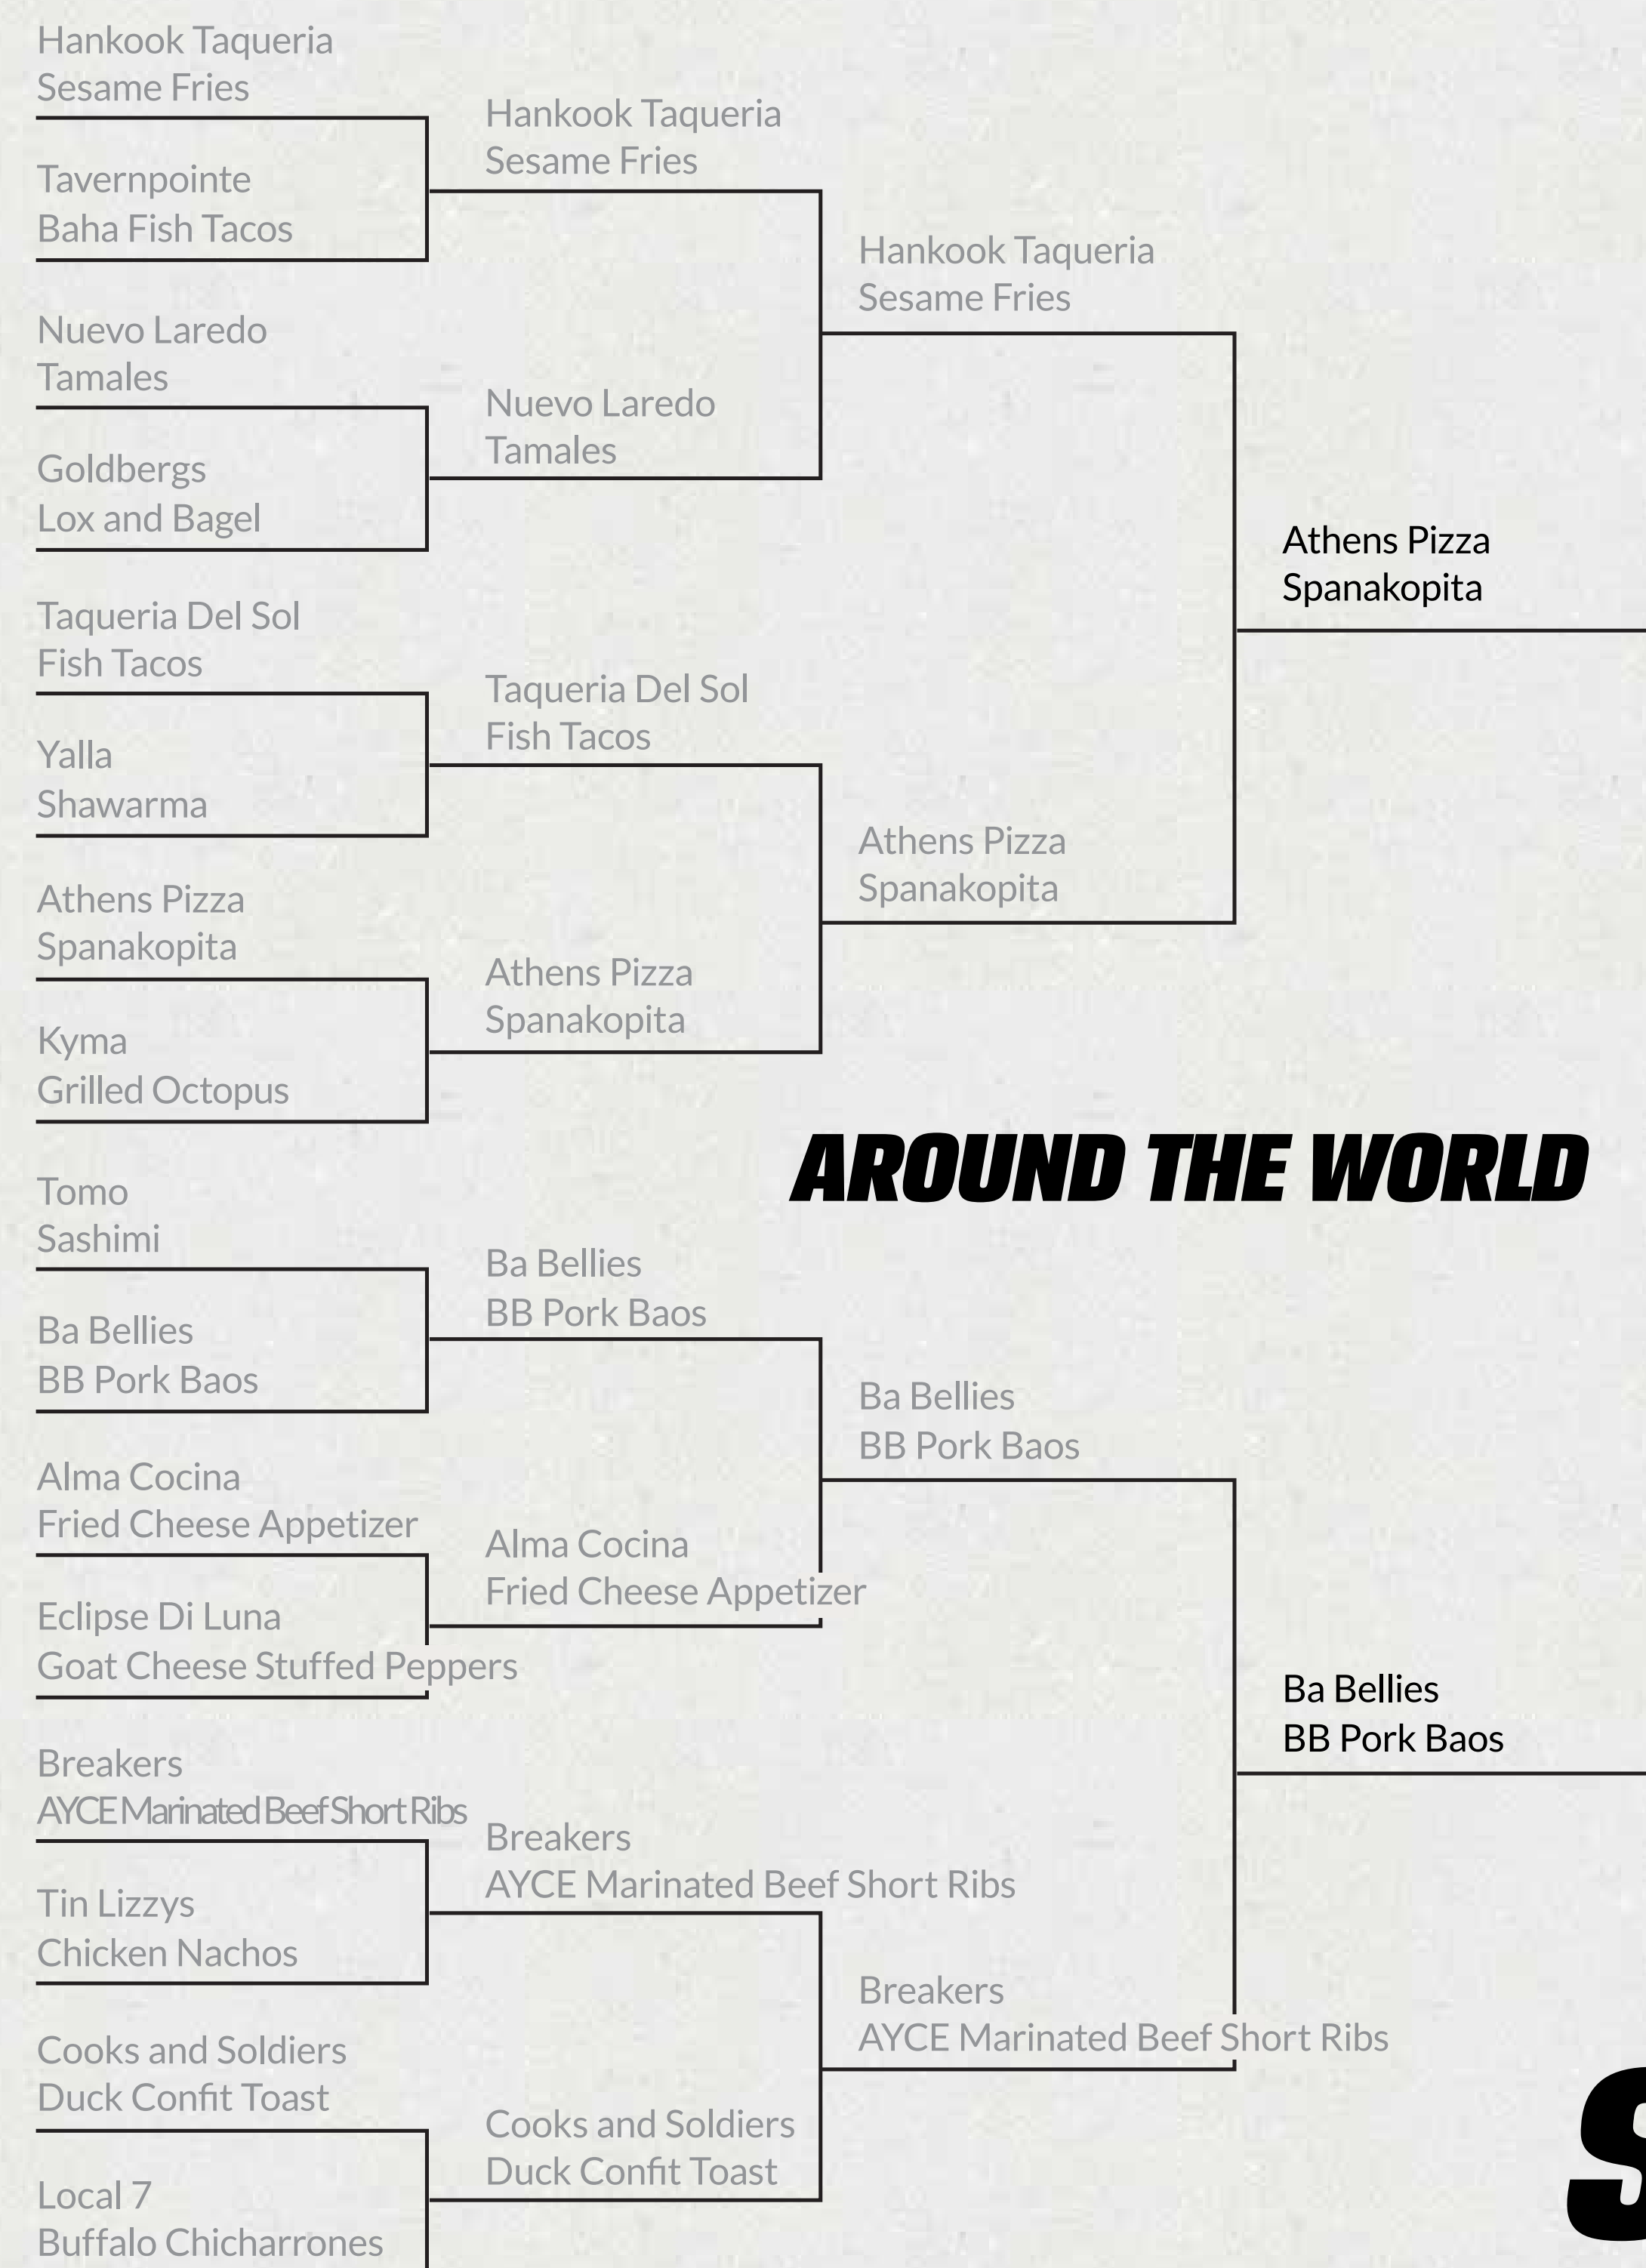 Hankook Taqueria
Sesame Fries
Tavernpointe
Baha Fish Tacos
Nuevo Laredo
Tamales
Goldbergs
Lox and Bagel
Taqueria Del Sol
Fish Tacos
Yalla
Shawarma
Athens Pizza
Spanakopita
Kyma
Grilled Octopus
Tomo
Sashimi
Ba Bellies
BB Pork Baos
Alma Cocina
Fried Cheese Appetizer
Eclipse Di Luna
Goat Cheese Stuffed Peppers
Breakers
AYCE Marinated Beef Short Ribs
Tin Lizzys
Chicken Nachos
Cooks and Soldiers
Duck Confit Toast
Local 7
Buffalo Chicharrones
Hankook Taqueria
Sesame Fries
Nuevo Laredo
Tamales
Taqueria Del Sol
Fish Tacos
Athens Pizza
Spanakopita
Ba Bellies
BB Pork Baos
Alma Cocina
Fried Cheese Appetizer
Breakers
AYCE Marinated Beef Short Ribs
Cooks and Soldiers
Duck Confit Toast
Hankook Taqueria
Sesame Fries
Athens Pizza
Spanakopita
Ba Bellies
BB Pork Baos
Breakers
AYCE Marinated Beef Short Ribs
Athens Pizza
Spanakopita
AROUND THE WORLD
Ba Bellies
BB Pork Baos
S